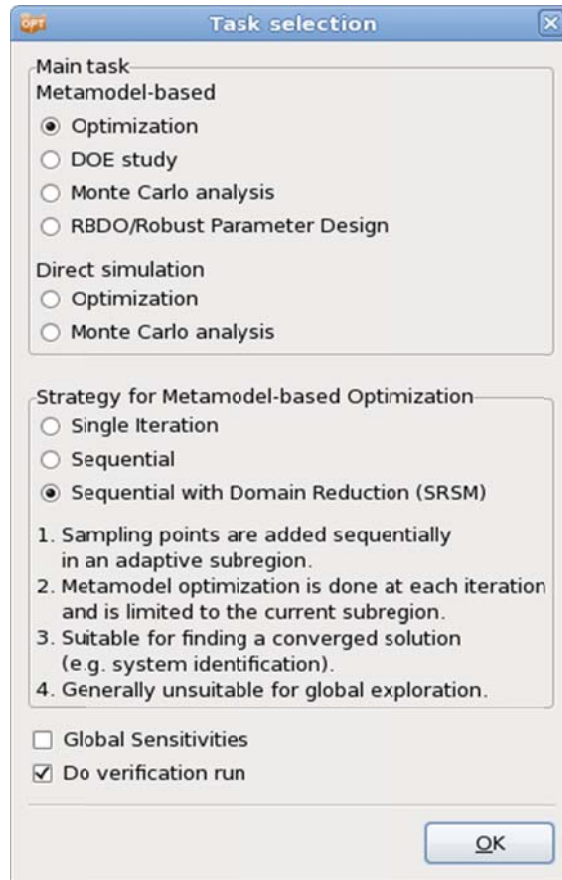 OPT
Task selection
Main task
Metamodel-based
Optimization
DOE study
Monte Carlo analysis
RBDO/Robust Parameter Design
Direct simulation
Optimization
Monte Carlo analysis
Strategy for Metamodel-based Optimization
Single Iteration
Sequential
Sequential with Domain Reduction (SRSM)
1. Sampling points are added sequentially
in an adaptive subregion.
2. Metamodel optimization is done at each iteration
and is limited to the current subregion.
3. Suitable for finding a converged solution
(e.g. system identification).
4. Generally unsuitable for global exploration.
Global Sensitivities
Do verification run
OK